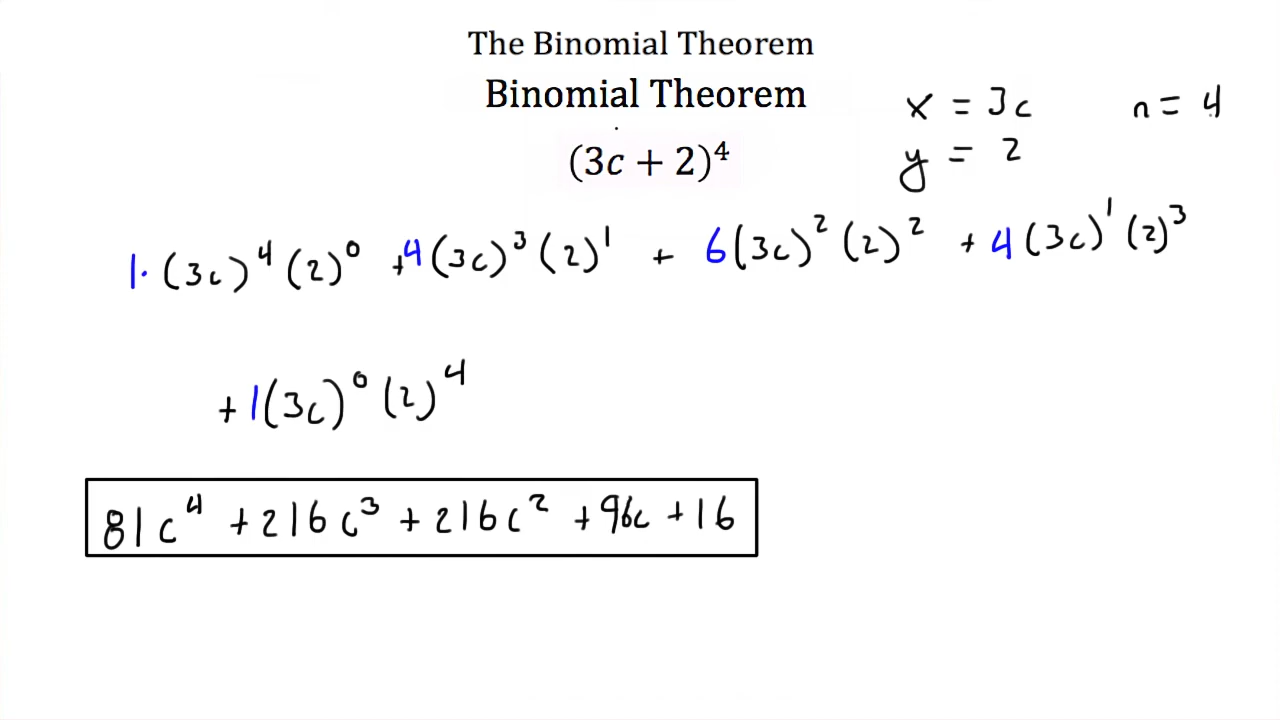 The Binomial Theorem
Binomial Theorem
x = 3c n = 4
(3c + 2)⁴
y = 2
1·(3c)⁴(2)⁰ +4(3c)³(2)¹ + 6(3c)²(2)² + 4(3c)¹(2)³
+1(3c)⁰(2)⁴
81c⁴ +216c³ +216c² +96c +16